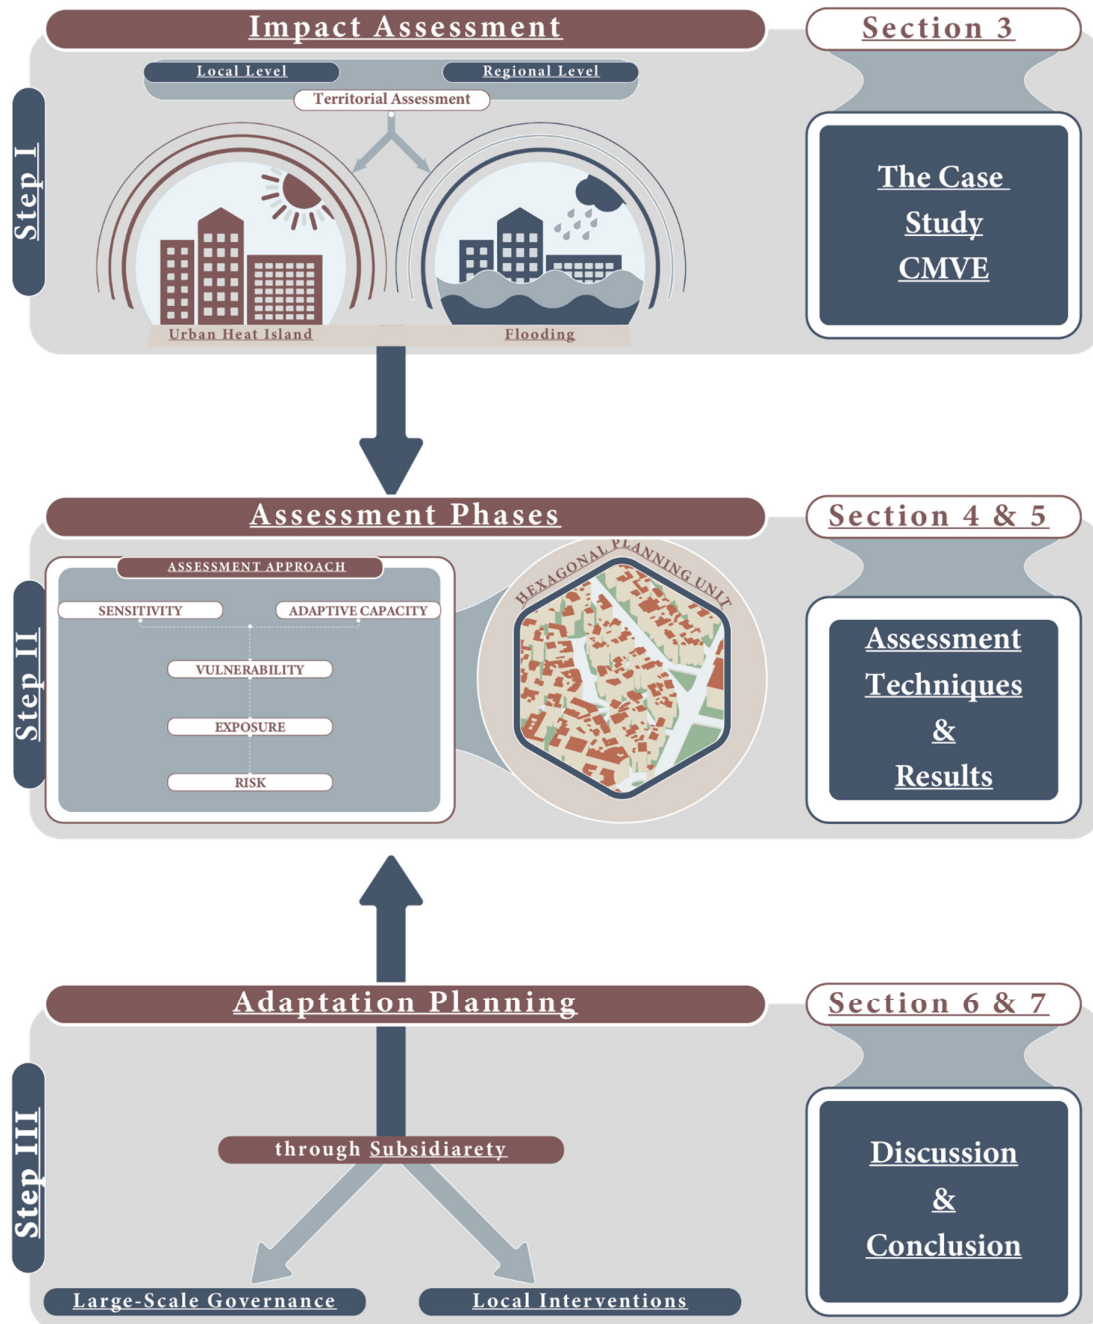 Impact Assessment
Section 3
Step I
Local Level
Regional Level
Territorial Assessment
Urban Heat Island
Flooding
The Case
Study
CMVE
Assessment Phases
Section 4 & 5
Step II
ASSESSMENT APPROACH
SENSITIVITY
ADAPTIVE CAPACITY
VULNERABILITY
EXPOSURE
RISK
HEXAGONAL PLANNING UNIT
Assessment
Techniques
&
Results
Adaptation Planning
Section 6 & 7
Step III
through Subsidiarety
Large-Scale Governance
Local Interventions
Discussion
&
Conclusion